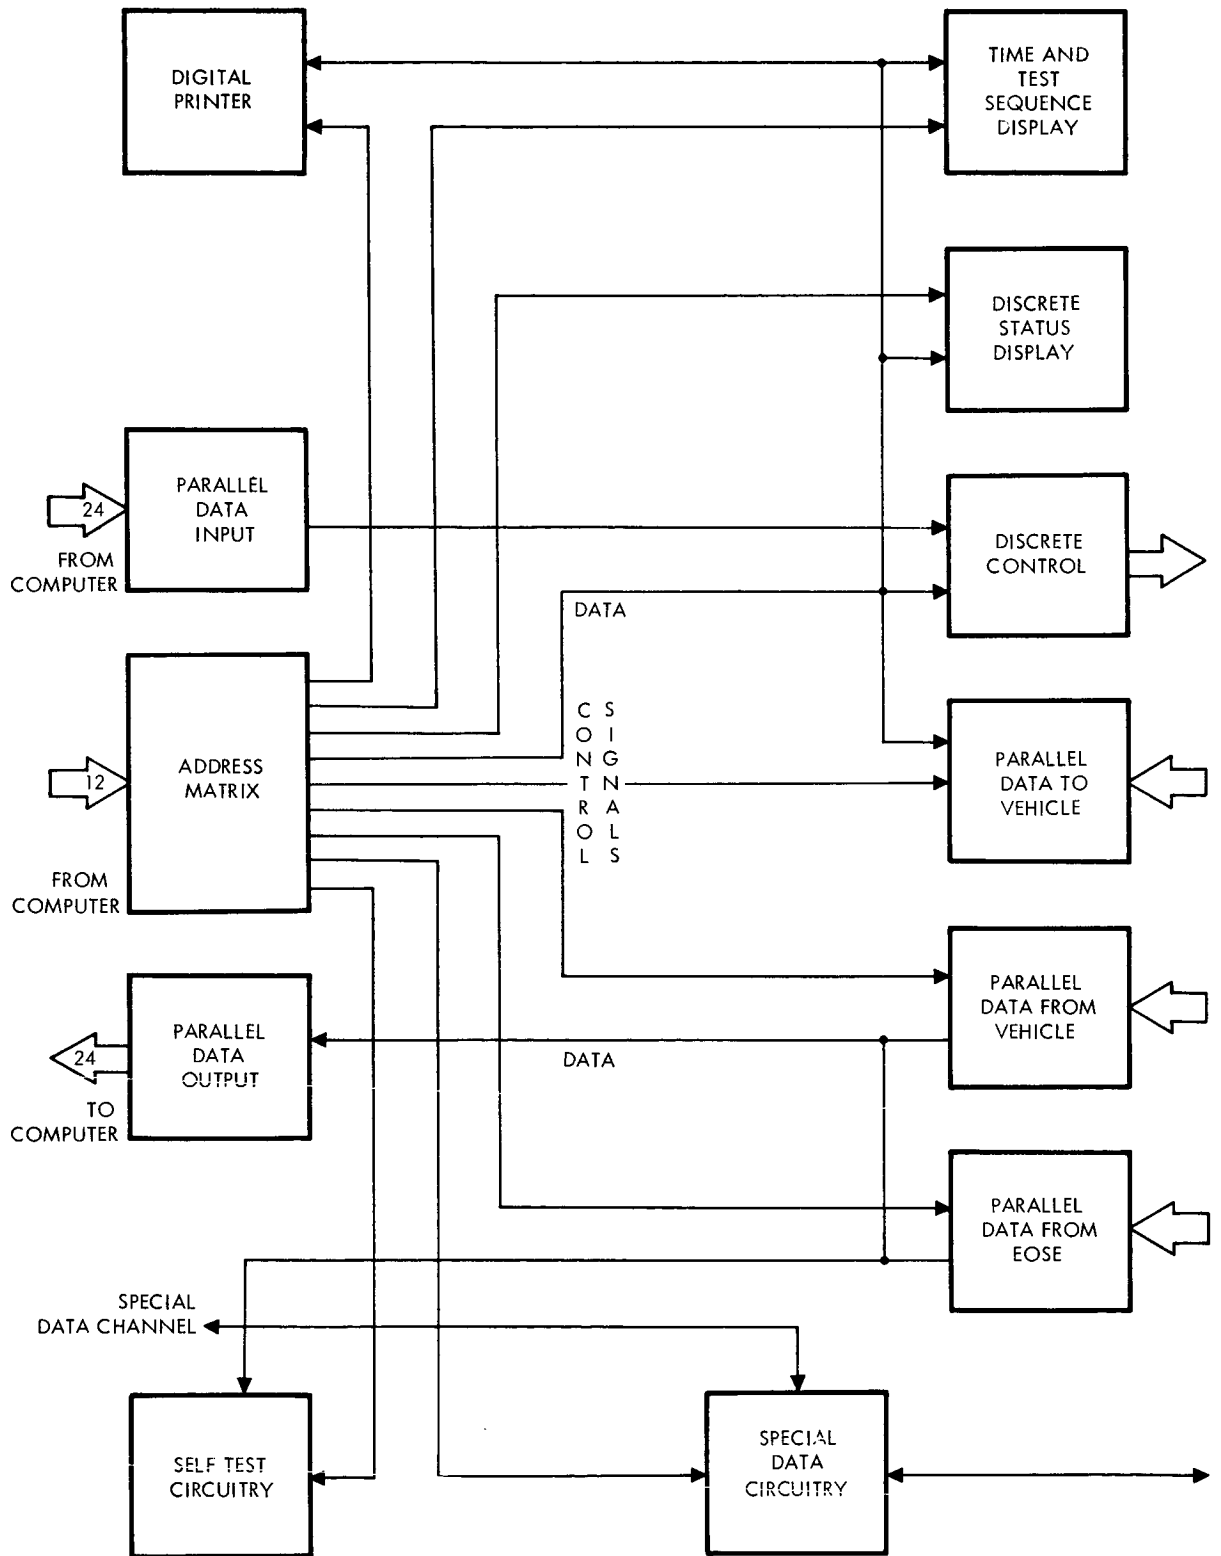 DIGITAL
PRINTER
TIME AND
TEST
SEQUENCE
DISPLAY
DISCRETE
STATUS
DISPLAY
PARALLEL
DATA
INPUT
24
FROM
COMPUTER
DISCRETE
CONTROL
DATA
CONTROL
SIGNALS
ADDRESS
MATRIX
12
FROM
COMPUTER
PARALLEL
DATA TO
VEHICLE
PARALLEL
DATA FROM
VEHICLE
PARALLEL
DATA
OUTPUT
24
TO
COMPUTER
DATA
PARALLEL
DATA FROM
EOSE
SPECIAL
DATA CHANNEL
SELF TEST
CIRCUITRY
SPECIAL
DATA
CIRCUITRY